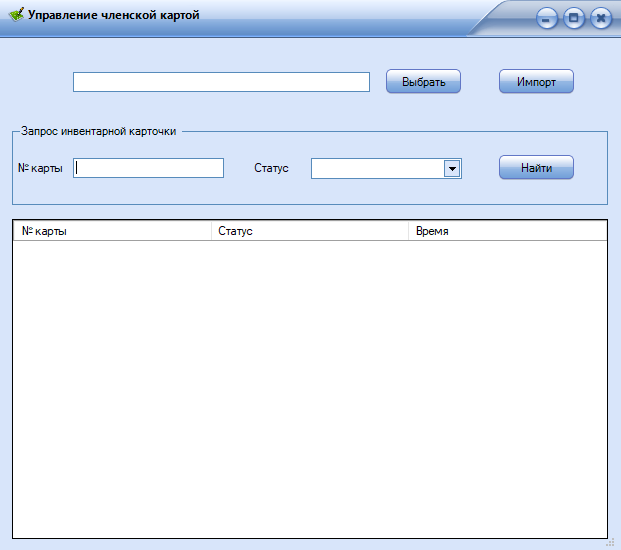 Управление членской картой
Выбрать
Импорт
Запрос инвентарной карточки
№ карты
Статус
Найти
№ карты
Статус
Время